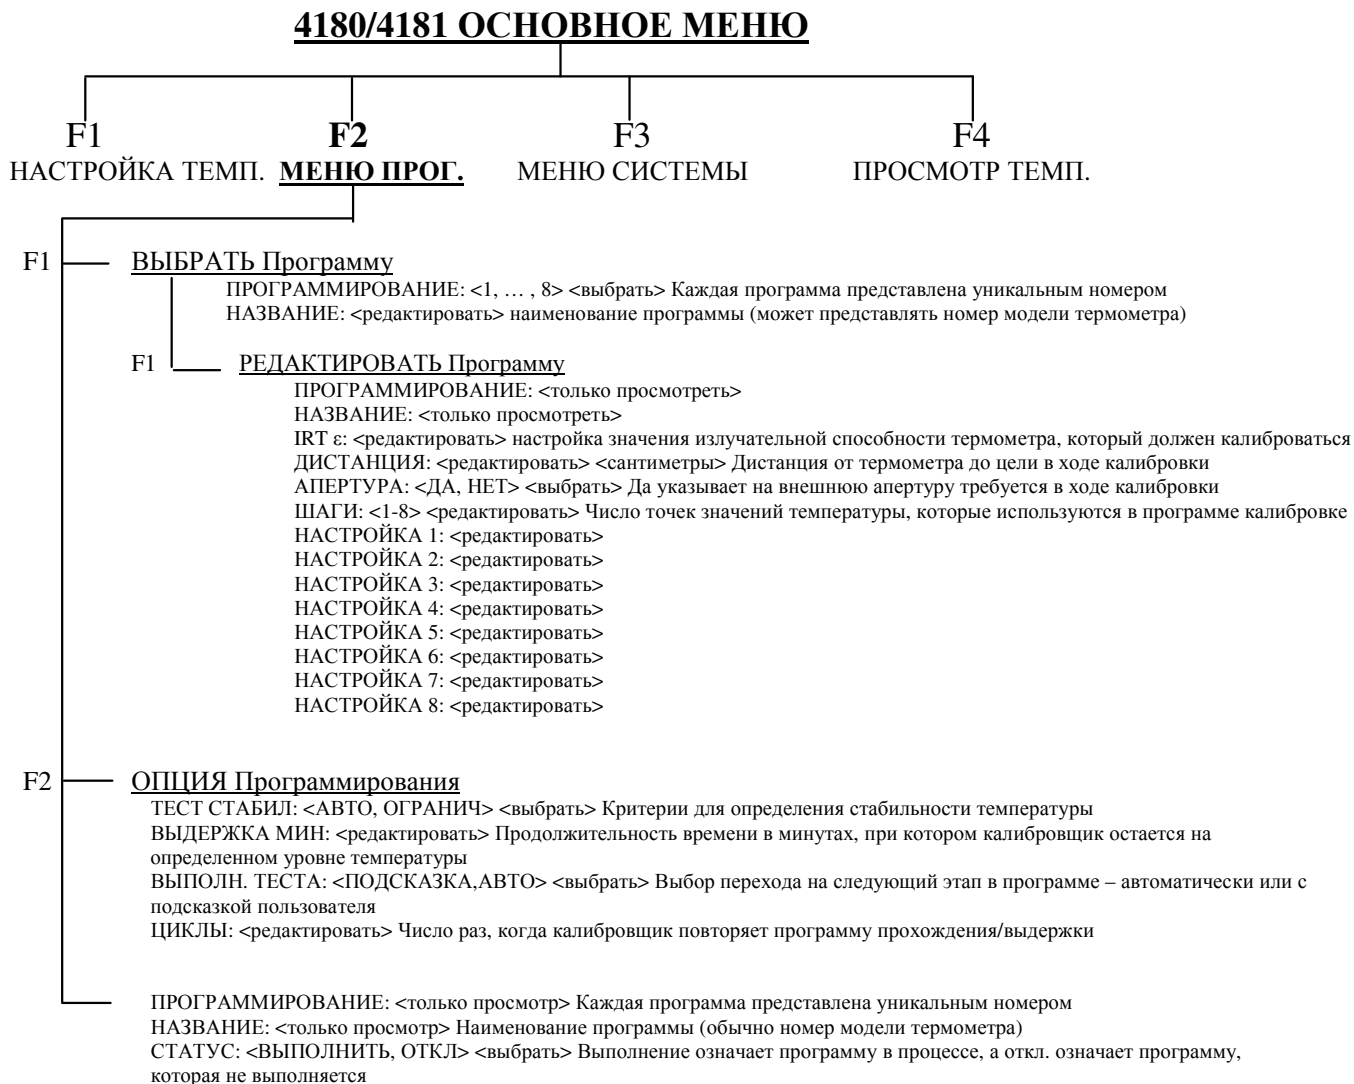 4180/4181 ОСНОВНОЕ МЕНЮ
F1 F2 F3 F4
НАСТРОЙКА ТЕМП. МЕНЮ ПРОГ. МЕНЮ СИСТЕМЫ ПРОСМОТР ТЕМП.
F1 ВЫБРАТЬ Программу
ПРОГРАММИРОВАНИЕ: <1, … , 8> <выбрать> Каждая программа представлена уникальным номером
НАЗВАНИЕ: <редактировать> наименование программы (может представлять номер модели термометра)
F1 РЕДАКТИРОВАТЬ Программу
ПРОГРАММИРОВАНИЕ: <только просмотреть>
НАЗВАНИЕ: <только просмотреть>
IRT ε: <редактировать> настройка значения излучательной способности термометра, который должен калиброваться
ДИСТАНЦИЯ: <редактировать> <сантиметры> Дистанция от термометра до цели в ходе калибровки
АПЕРТУРА: <ДА, НЕТ> <выбрать> Да указывает на внешнюю апертуру требуется в ходе калибровки
ШАГИ: <1-8> <редактировать> Число точек значений температуры, которые используются в программе калибровке
НАСТРОЙКА 1: <редактировать>
НАСТРОЙКА 2: <редактировать>
НАСТРОЙКА 3: <редактировать>
НАСТРОЙКА 4: <редактировать>
НАСТРОЙКА 5: <редактировать>
НАСТРОЙКА 6: <редактировать>
НАСТРОЙКА 7: <редактировать>
НАСТРОЙКА 8: <редактировать>
F2 ОПЦИЯ Программирования
ТЕСТ СТАБИЛ: <АВТО, ОГРАНИЧ> <выбрать> Критерии для определения стабильности температуры
ВЫДЕРЖКА МИН: <редактировать> Продолжительность времени в минутах, при котором калибровщик остается на
определенном уровне температуры
ВЫПОЛН. ТЕСТА: <ПОДСКАЗКА,АВТО> <выбрать> Выбор перехода на следующий этап в программе – автоматически или с
подсказкой пользователя
ЦИКЛЫ: <редактировать> Число раз, когда калибровщик повторяет программу прохождения/выдержки
ПРОГРАММИРОВАНИЕ: <только просмотр> Каждая программа представлена уникальным номером
НАЗВАНИЕ: <только просмотр> Наименование программы (обычно номер модели термометра)
СТАТУС: <ВЫПОЛНИТЬ, ОТКЛ> <выбрать> Выполнение означает программу в процессе, а откл. означает программу,
которая не выполняется